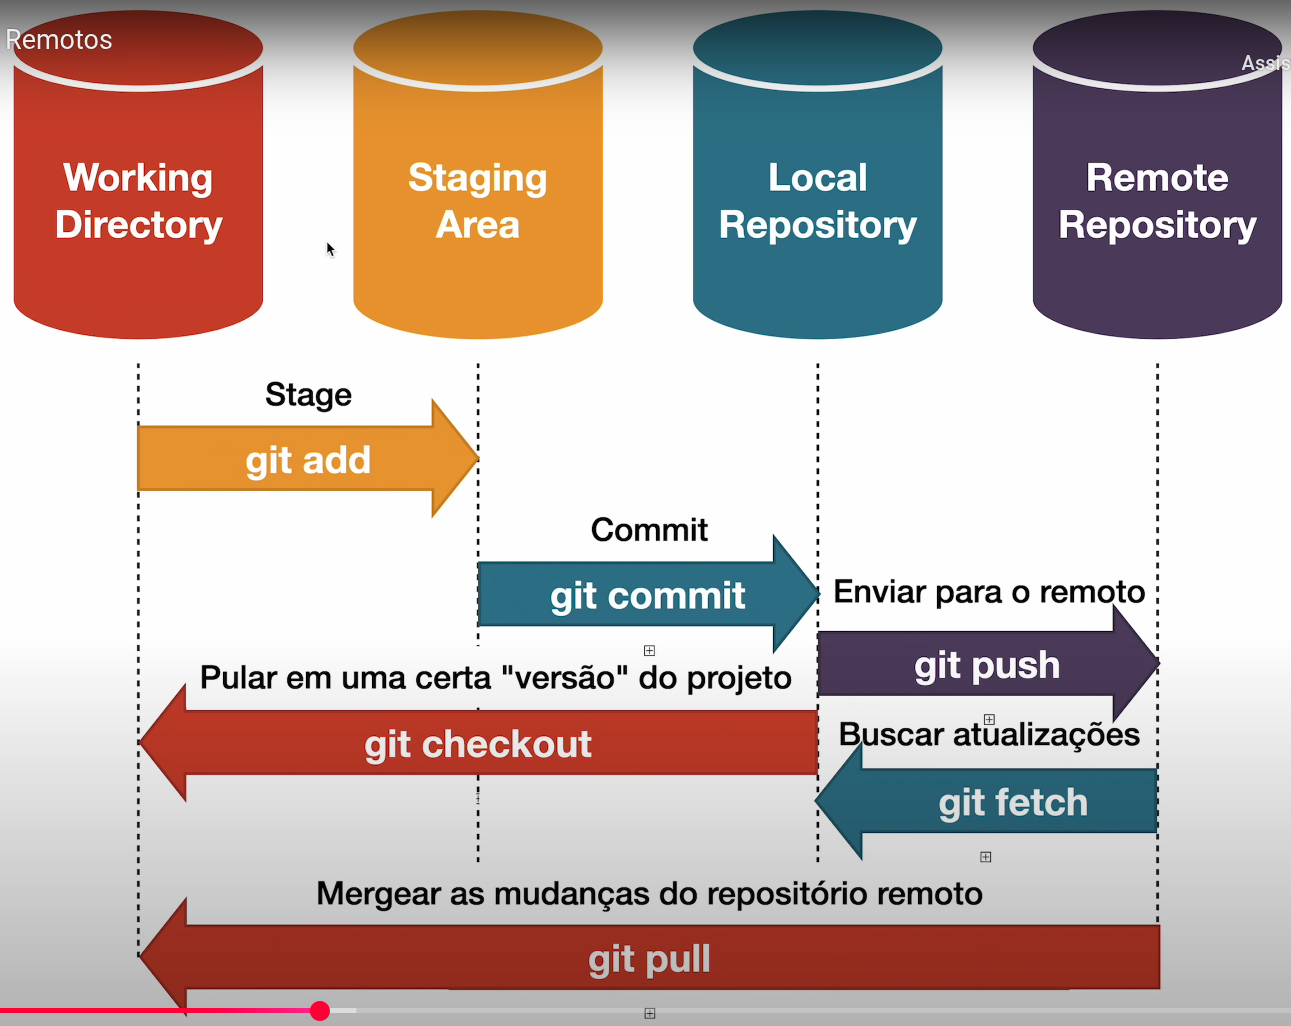 Remotos
Assis
Working
Directory
Staging
Area
Local
Repository
Remote
Repository
Stage
git add
Commit
git commit
Enviar para o remoto
git push
Pular em uma certa "versão" do projeto
git checkout
Buscar atualizações
git fetch
Mergear as mudanças do repositório remoto
git pull